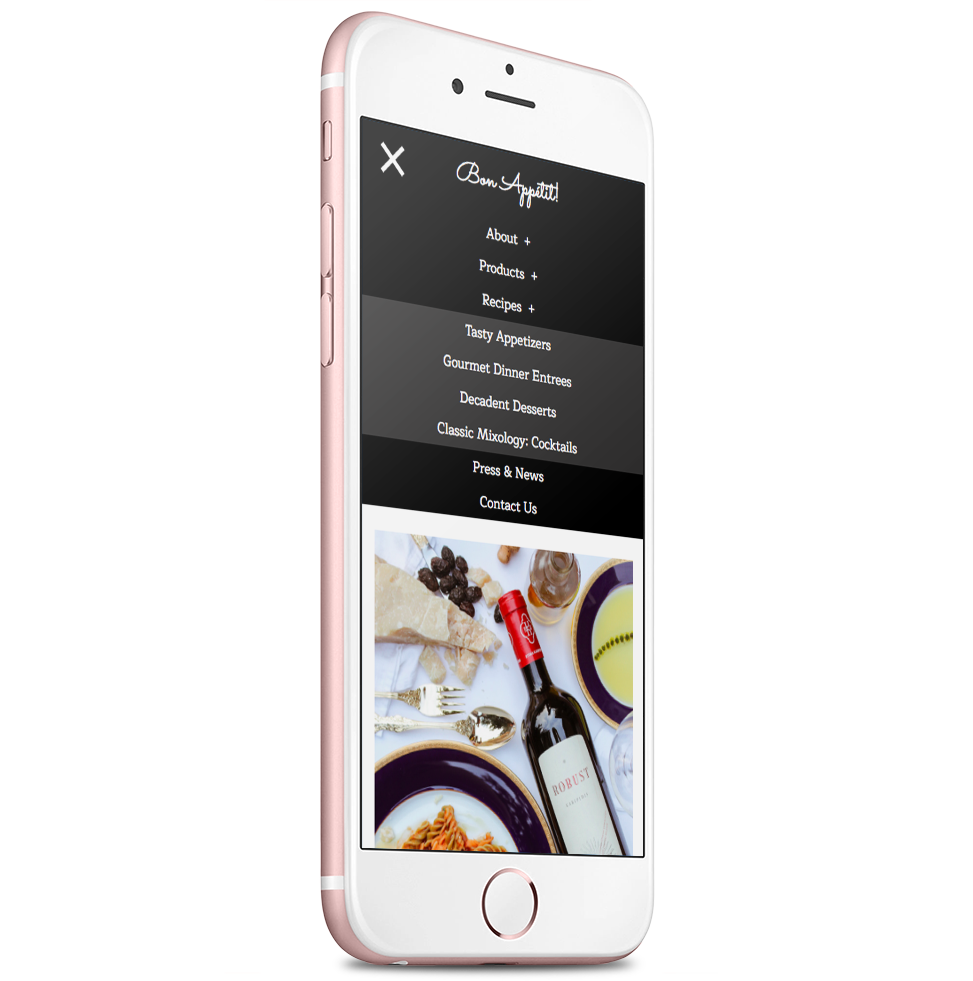 Bon Appétit!
About +
Products +
Recipes +
Tasty Appetizers
Gourmet Dinner Entrees
Decadent Desserts
Classic Mixology: Cocktails
Press & News
Contact Us
ROBUST